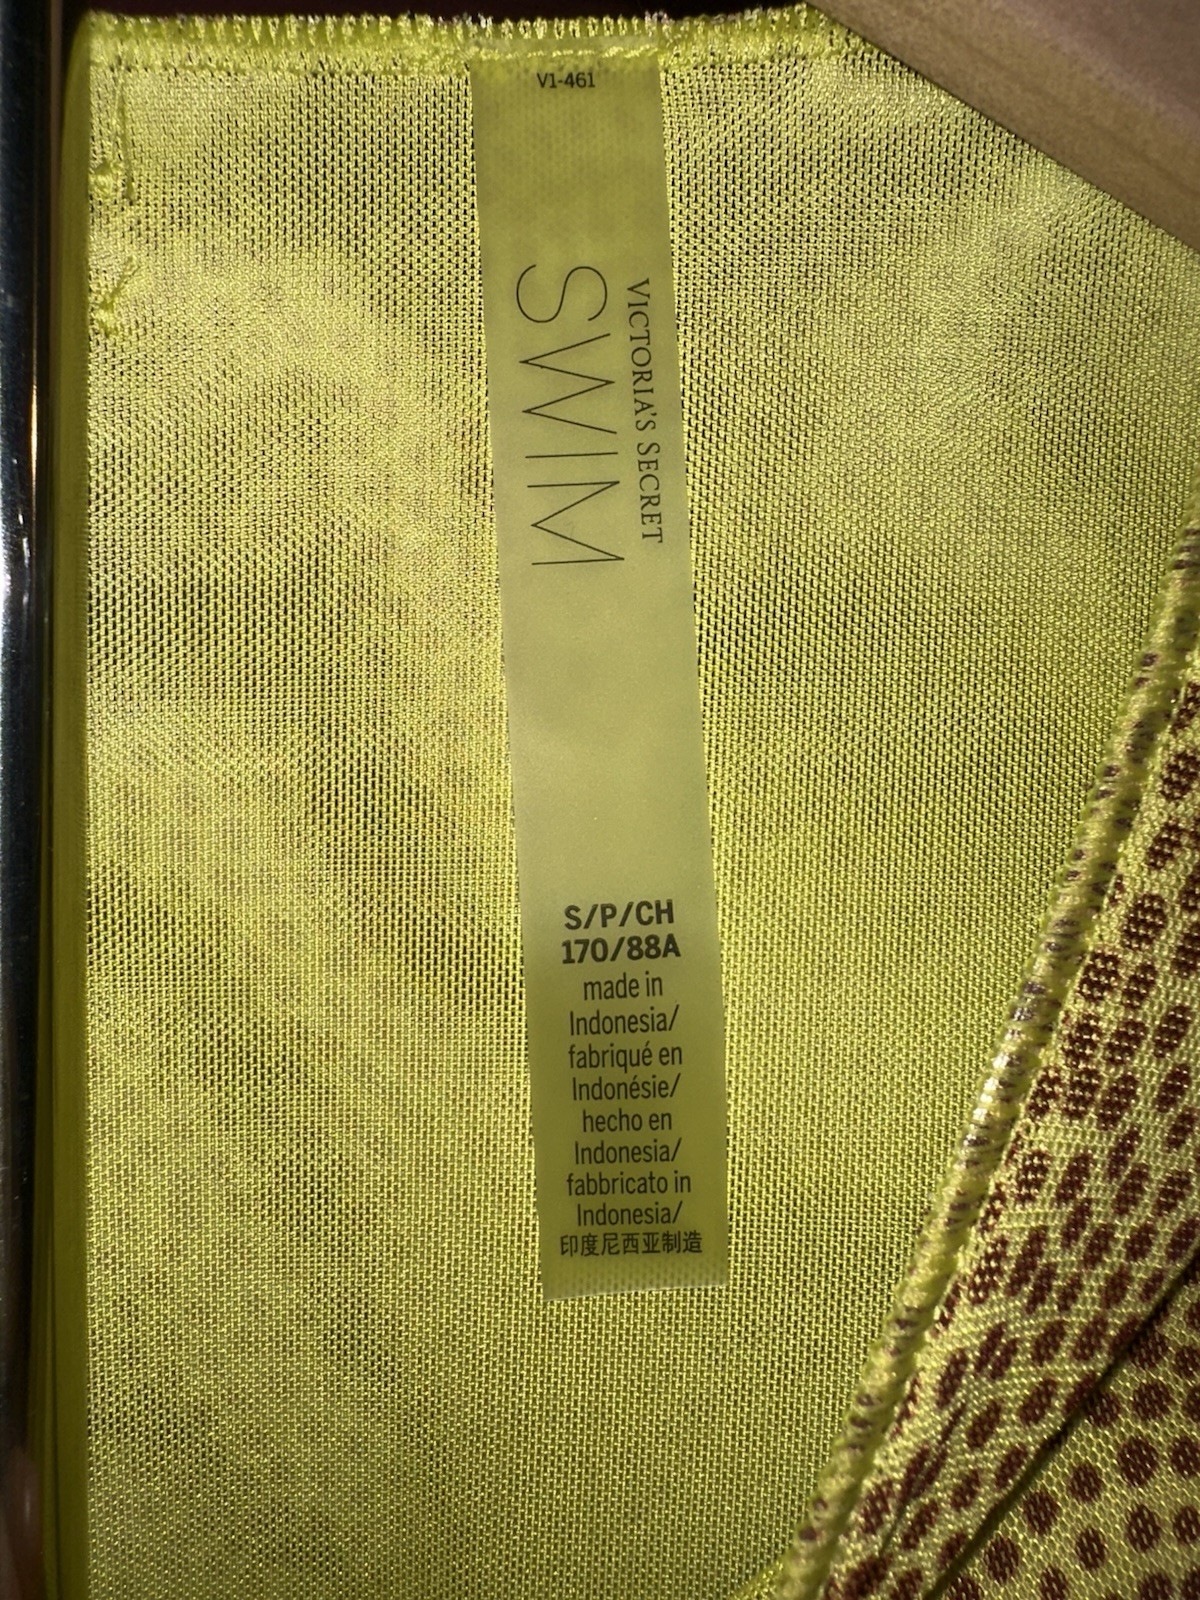 V1-461
VICTORIA'S SECRET
SWIM
S/P/CH
170/88A
made in
Indonesia/
fabriqué en
Indonésie/
hecho en
Indonesia/
fabbricato in
Indonesia/
印度尼西亚制造